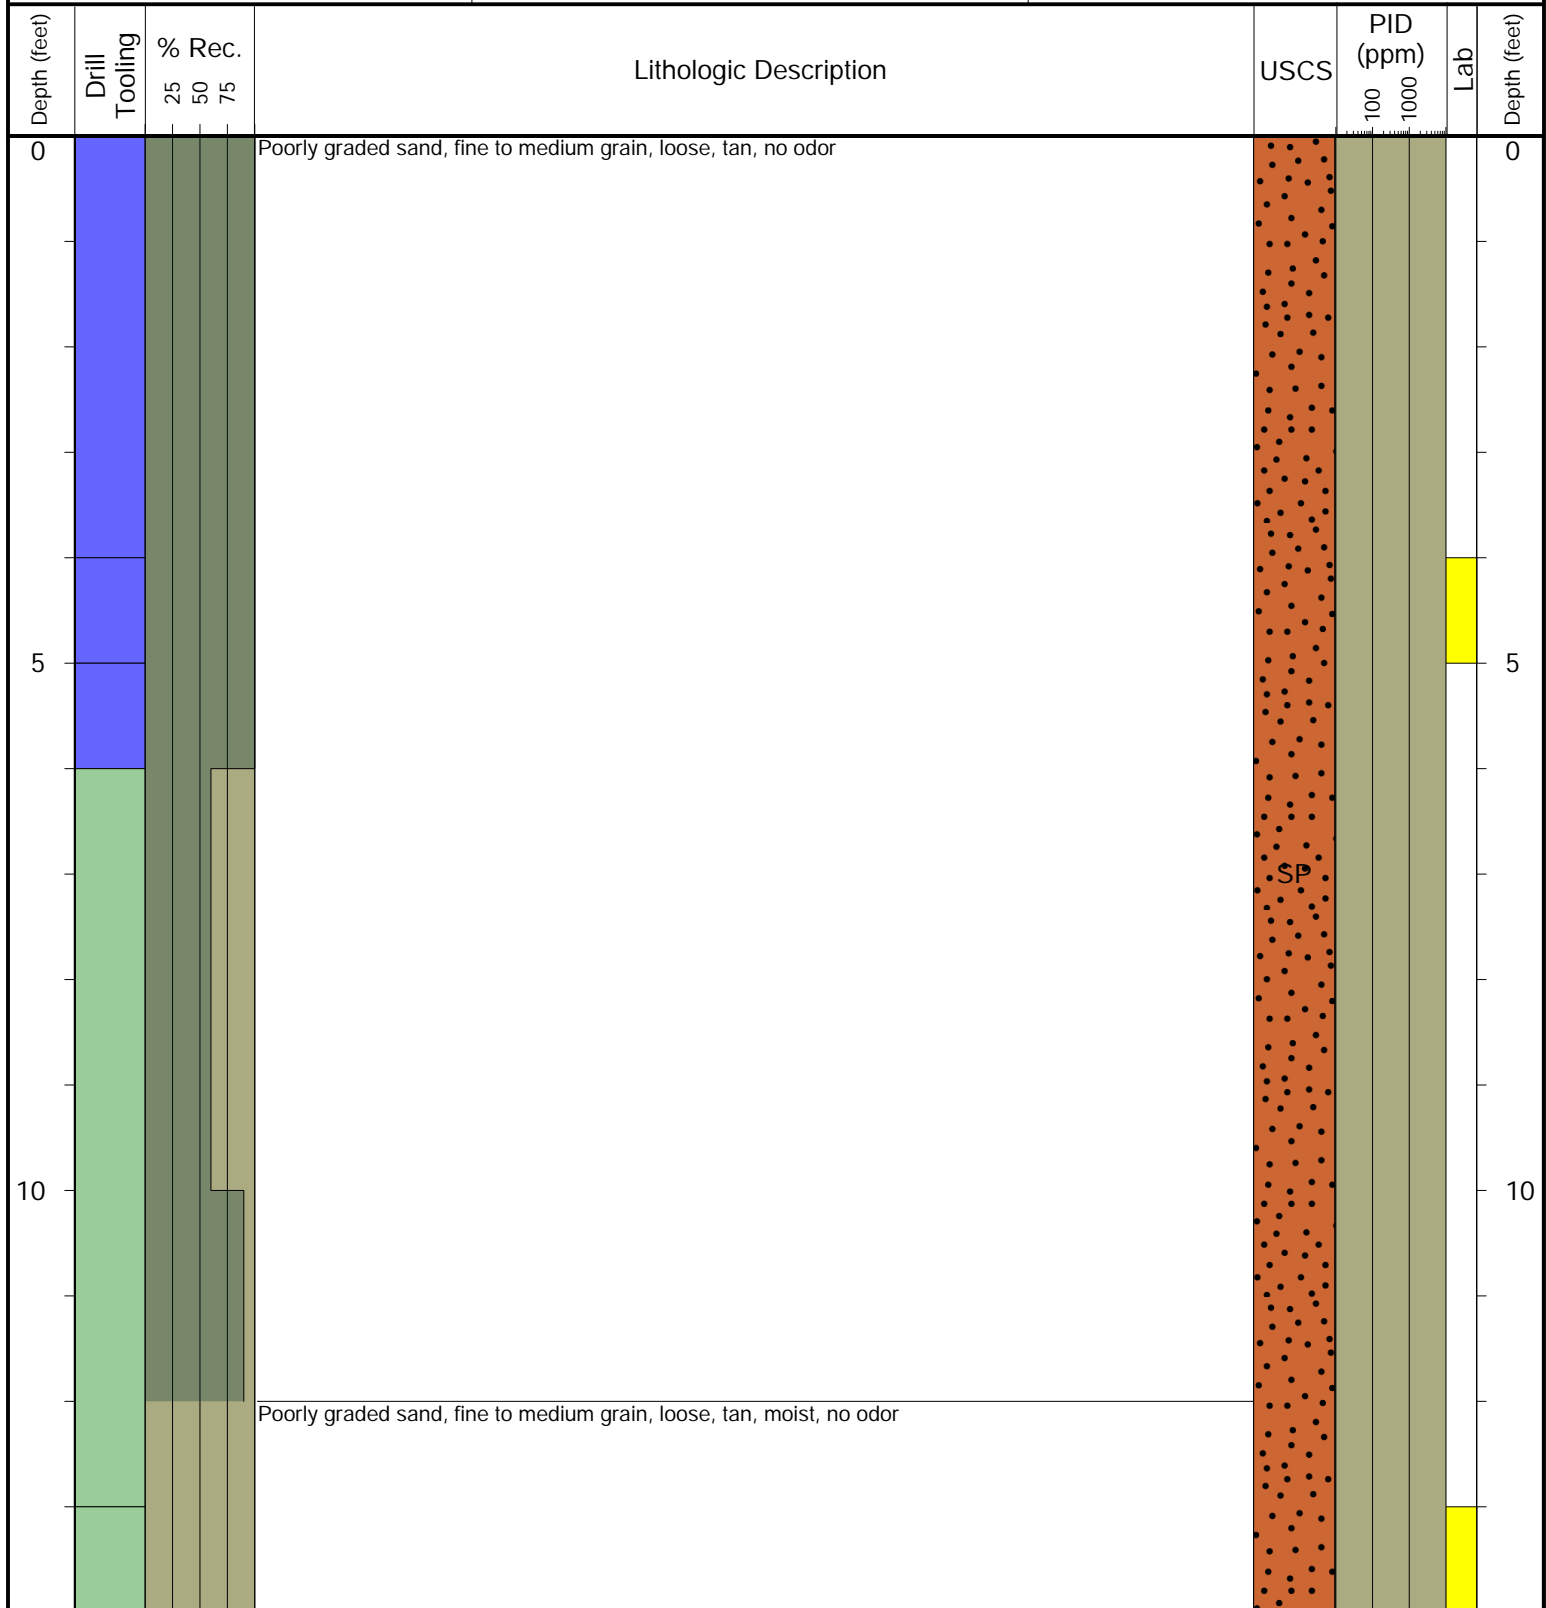 Depth (feet)
Drill
Tooling
% Rec.
25 50 75
Lithologic Description
USCS
PID
(ppm)
100 1000
Lab
Depth (feet)
0 Poorly graded sand, fine to medium grain, loose, tan, no odor 0
5 5
SP
10 10
Poorly graded sand, fine to medium grain, loose, tan, moist, no odor